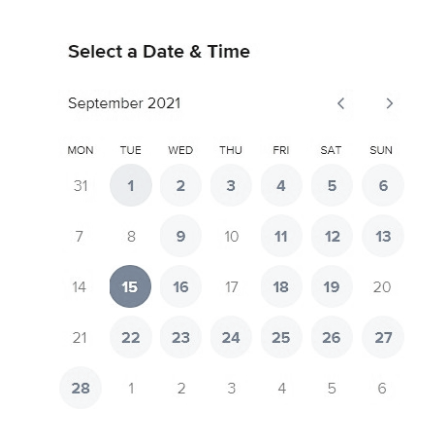 Select a Date & Time
September 2021
MON TUE WED THU FRI SAT SUN
31 1 2 3 4 5 6
7 8 9 10 11 12 13
14 15 16 17 18 19 20
21 22 23 24 25 26 27
28 1 2 3 4 5 6